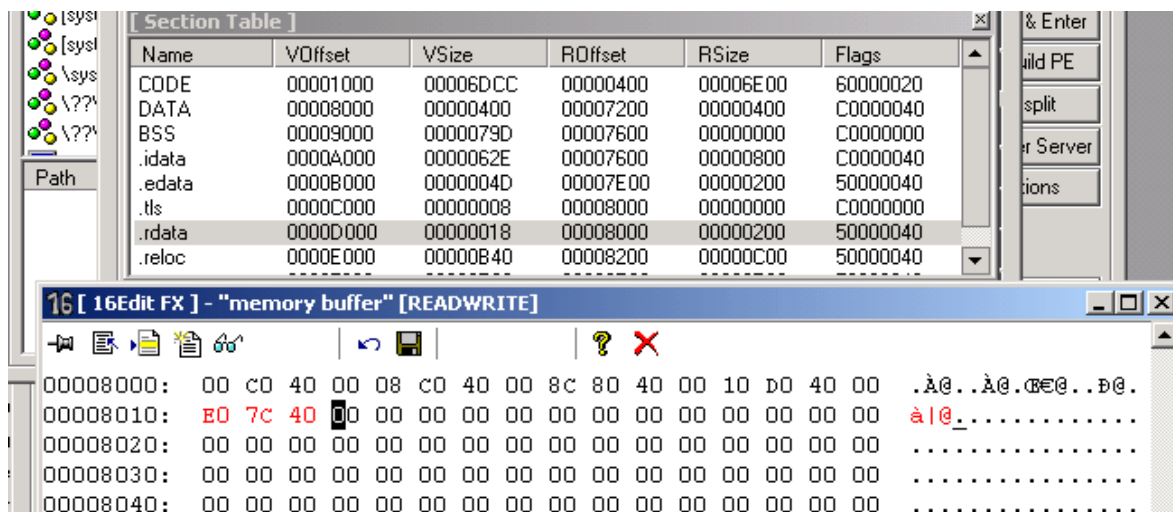 [sysl
[ Section Table ]
& Enter
[sysl
Name VOffset VSize ROffset RSize Flags
uild PE
\sys
CODE 00001000 00006DCC 00000400 00006E00 60000020
\??\
DATA 00008000 00000400 00007200 00000400 C0000040
split
\??\
BSS 00009000 0000079D 00007600 00000000 C0000000
.idata 0000A000 0000062E 00007600 00000800 C0000040
r Server
Path
.edata 0000B000 0000004D 00007E00 00000200 50000040
tions
.tls 0000C000 00000008 00008000 00000000 C0000000
.rdata 0000D000 00000018 00008000 00000200 50000040
.reloc 0000E000 00000B40 00008200 00000C00 50000040
16 [ 16Edit FX ] - "memory buffer" [READWRITE]
00008000: 00 C0 40 00 08 C0 40 00 8C 80 40 00 10 D0 40 00 .À@..À@.Œ€@..Ð@.
00008010: E0 7C 40 00 00 00 00 00 00 00 00 00 00 00 00 00 à|@.............
00008020: 00 00 00 00 00 00 00 00 00 00 00 00 00 00 00 00 ................
00008030: 00 00 00 00 00 00 00 00 00 00 00 00 00 00 00 00 ................
00008040: 00 00 00 00 00 00 00 00 00 00 00 00 00 00 00 00 ................